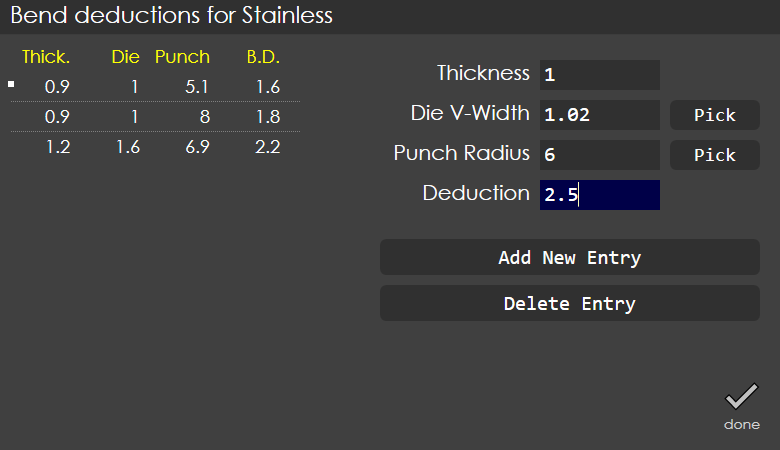 Bend deductions for Stainless
Thick. Die Punch B.D.
0.9 1 5.1 1.6
0.9 1 8 1.8
1.2 1.6 6.9 2.2
Thickness 1
Die V-Width 1.02 Pick
Punch Radius 6 Pick
Deduction 2.5
Add New Entry
Delete Entry
done